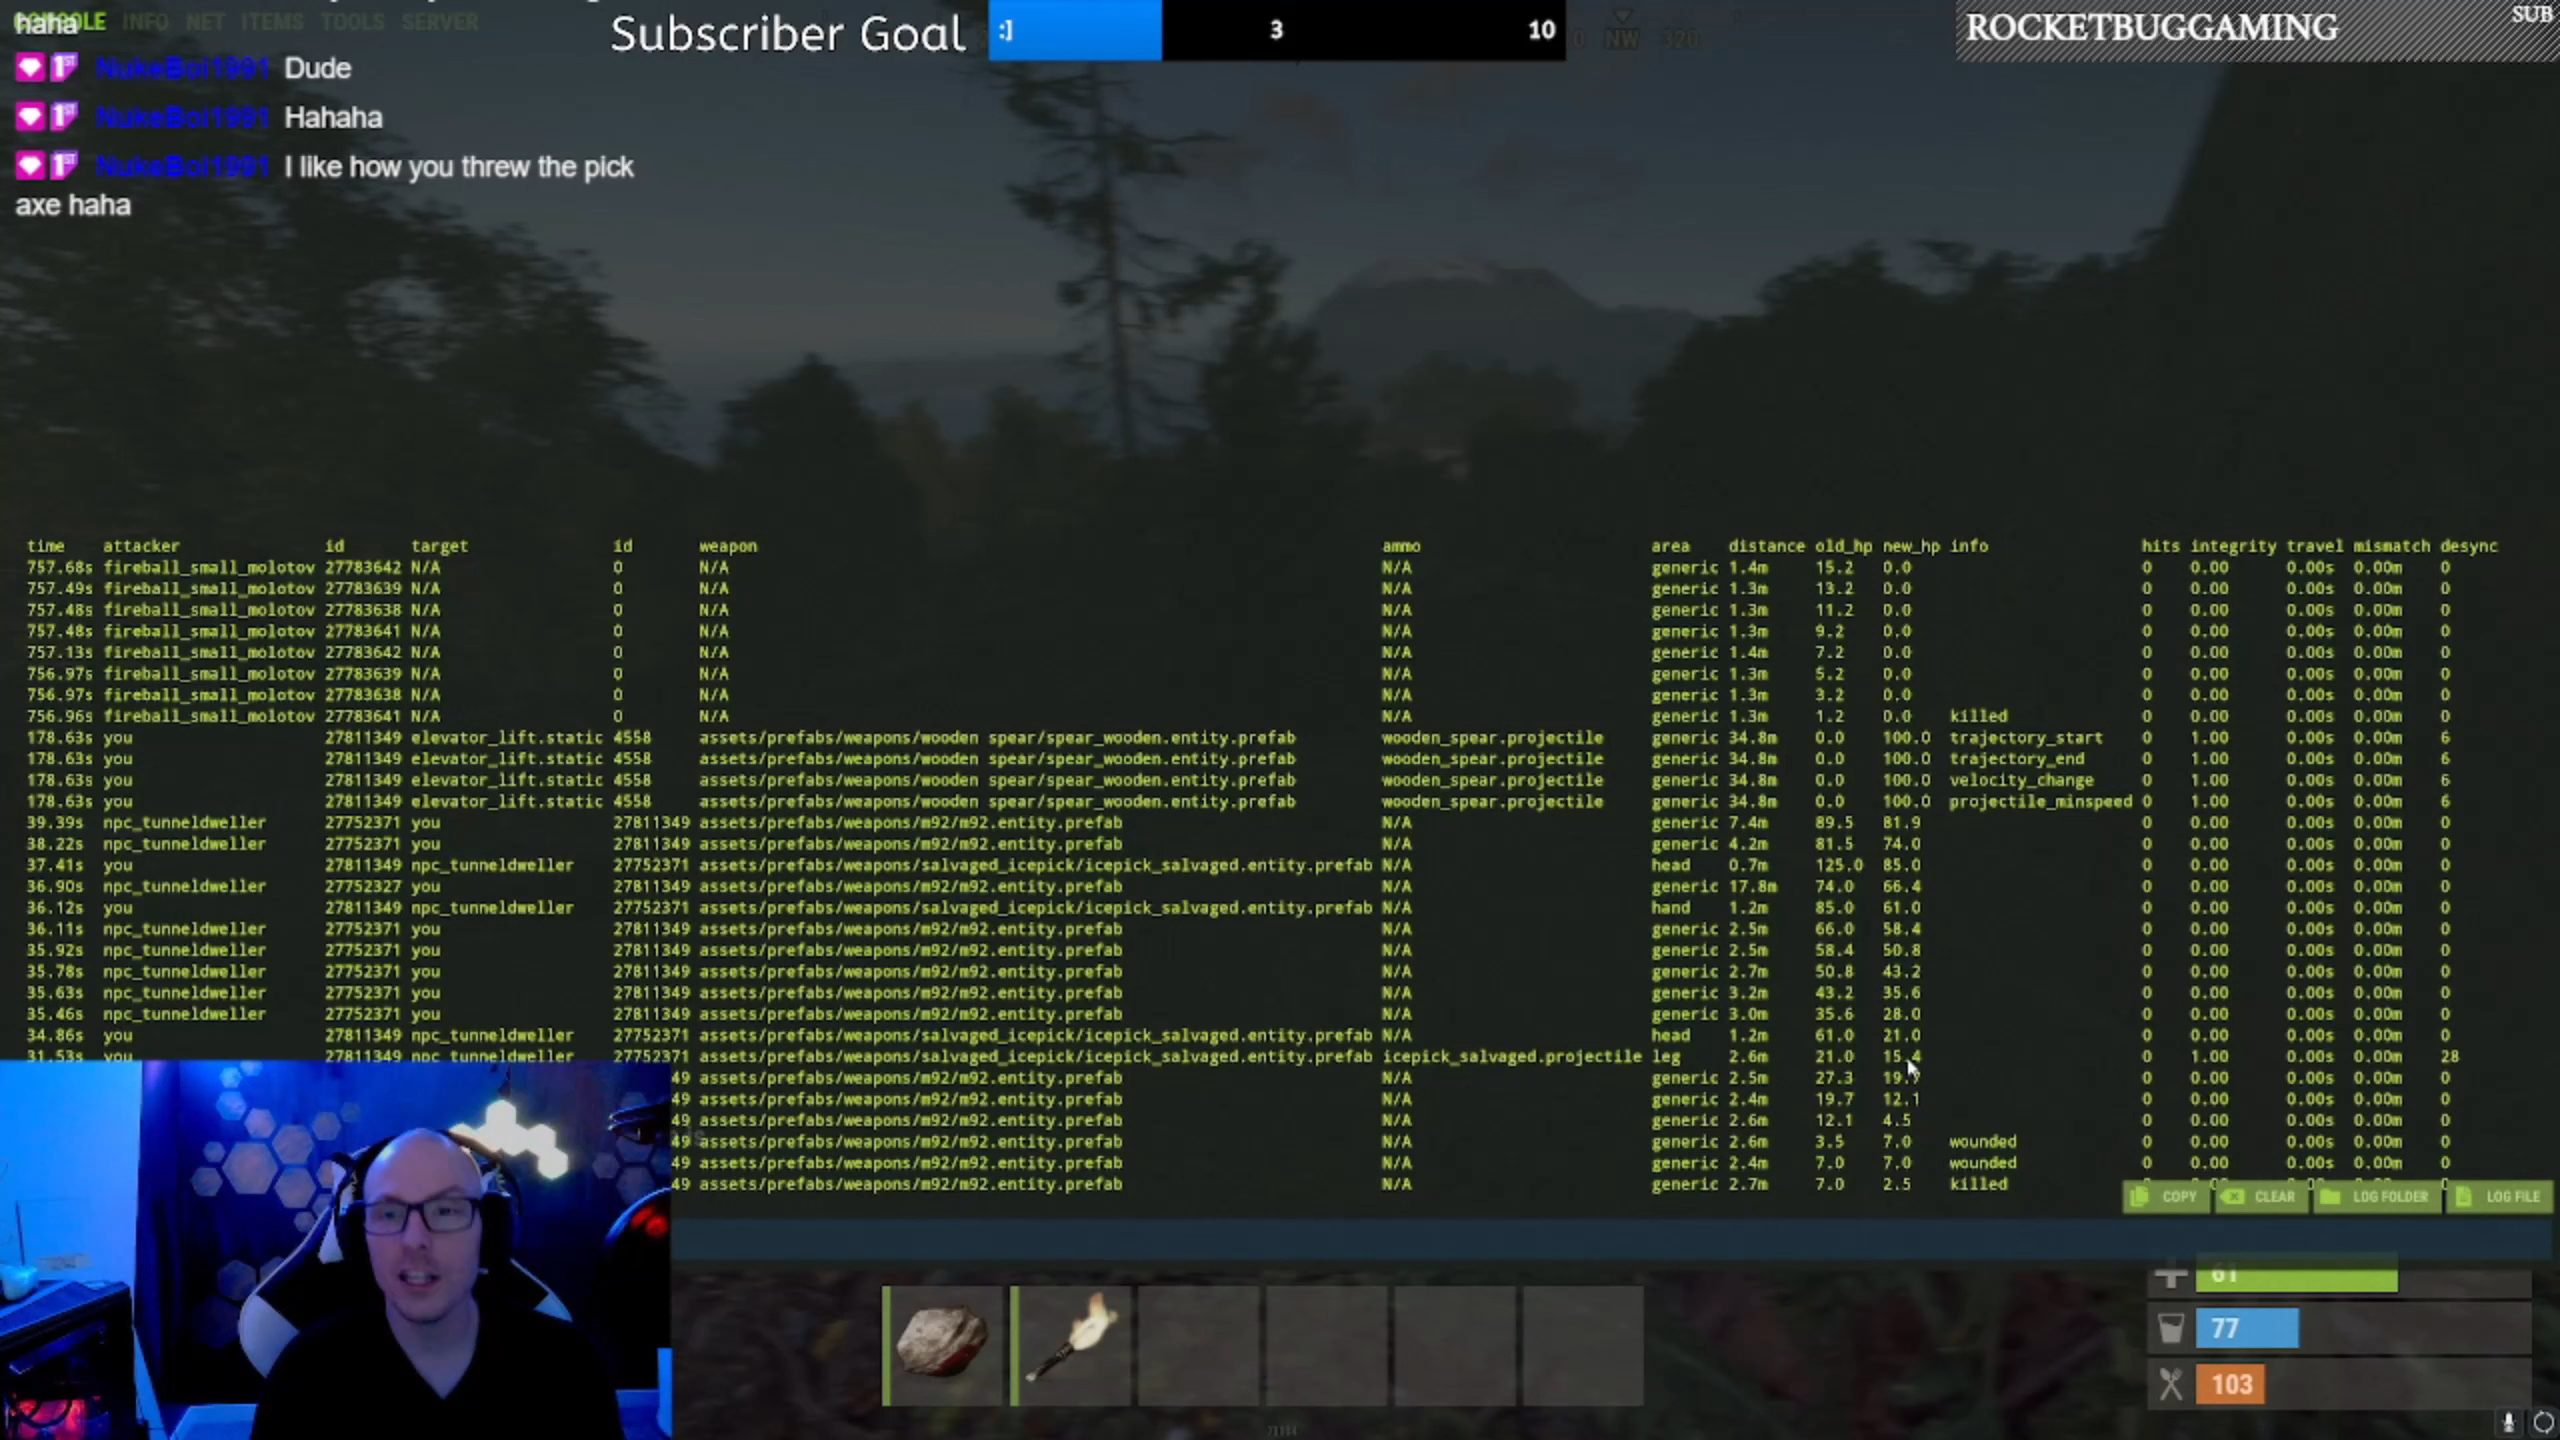 haha
CONSOLE INFO NET ITEMS TOOLS SERVER
Subscriber Goal :] 3 10
NW 320
ROCKETBUGGAMING
SUB
NukeBoi1991 Dude
NukeBoi1991 Hahaha
NukeBoi1991 I like how you threw the pick
axe haha
time attacker id target id weapon ammo area distance old_hp new_hp info hits integrity travel mismatch desync
757.68s fireball_small_molotov 27783642 N/A 0 N/A N/A generic 1.4m 15.2 0.0 0 0.00 0.00s 0.00m 0
757.49s fireball_small_molotov 27783639 N/A 0 N/A N/A generic 1.3m 13.2 0.0 0 0.00 0.00s 0.00m 0
757.48s fireball_small_molotov 27783638 N/A 0 N/A N/A generic 1.3m 11.2 0.0 0 0.00 0.00s 0.00m 0
757.48s fireball_small_molotov 27783641 N/A 0 N/A N/A generic 1.3m 9.2 0.0 0 0.00 0.00s 0.00m 0
757.13s fireball_small_molotov 27783642 N/A 0 N/A N/A generic 1.4m 7.2 0.0 0 0.00 0.00s 0.00m 0
756.97s fireball_small_molotov 27783639 N/A 0 N/A N/A generic 1.3m 5.2 0.0 0 0.00 0.00s 0.00m 0
756.97s fireball_small_molotov 27783638 N/A 0 N/A N/A generic 1.3m 3.2 0.0 0 0.00 0.00s 0.00m 0
756.96s fireball_small_molotov 27783641 N/A 0 N/A N/A generic 1.3m 1.2 0.0 killed 0 0.00 0.00s 0.00m 0
178.63s you 27811349 elevator_lift.static 4558 assets/prefabs/weapons/wooden spear/spear_wooden.entity.prefab wooden_spear.projectile generic 34.8m 0.0 100.0 trajectory_start 0 1.00 0.00s 0.00m 6
178.63s you 27811349 elevator_lift.static 4558 assets/prefabs/weapons/wooden spear/spear_wooden.entity.prefab wooden_spear.projectile generic 34.8m 0.0 100.0 trajectory_end 0 1.00 0.00s 0.00m 6
178.63s you 27811349 elevator_lift.static 4558 assets/prefabs/weapons/wooden spear/spear_wooden.entity.prefab wooden_spear.projectile generic 34.8m 0.0 100.0 velocity_change 0 1.00 0.00s 0.00m 6
178.63s you 27811349 elevator_lift.static 4558 assets/prefabs/weapons/wooden spear/spear_wooden.entity.prefab wooden_spear.projectile generic 34.8m 0.0 100.0 projectile_minspeed 0 1.00 0.00s 0.00m 6
39.39s npc_tunneldweller 27752371 you 27811349 assets/prefabs/weapons/m92/m92.entity.prefab N/A generic 7.4m 89.5 81.9 0 0.00 0.00s 0.00m 0
38.22s npc_tunneldweller 27752371 you 27811349 assets/prefabs/weapons/m92/m92.entity.prefab N/A generic 4.2m 81.5 74.0 0 0.00 0.00s 0.00m 0
37.41s you 27811349 npc_tunneldweller 27752371 assets/prefabs/weapons/salvaged_icepick/icepick_salvaged.entity.prefab N/A head 0.7m 125.0 85.0 0 0.00 0.00s 0.00m 0
36.90s npc_tunneldweller 27752327 you 27811349 assets/prefabs/weapons/m92/m92.entity.prefab N/A generic 17.8m 74.0 66.4 0 0.00 0.00s 0.00m 0
36.12s you 27811349 npc_tunneldweller 27752371 assets/prefabs/weapons/salvaged_icepick/icepick_salvaged.entity.prefab N/A hand 1.2m 85.0 61.0 0 0.00 0.00s 0.00m 0
36.11s npc_tunneldweller 27752371 you 27811349 assets/prefabs/weapons/m92/m92.entity.prefab N/A generic 2.5m 66.0 58.4 0 0.00 0.00s 0.00m 0
35.92s npc_tunneldweller 27752371 you 27811349 assets/prefabs/weapons/m92/m92.entity.prefab N/A generic 2.5m 58.4 50.8 0 0.00 0.00s 0.00m 0
35.78s npc_tunneldweller 27752371 you 27811349 assets/prefabs/weapons/m92/m92.entity.prefab N/A generic 2.7m 50.8 43.2 0 0.00 0.00s 0.00m 0
35.63s npc_tunneldweller 27752371 you 27811349 assets/prefabs/weapons/m92/m92.entity.prefab N/A generic 3.2m 43.2 35.6 0 0.00 0.00s 0.00m 0
35.46s npc_tunneldweller 27752371 you 27811349 assets/prefabs/weapons/m92/m92.entity.prefab N/A generic 3.0m 35.6 28.0 0 0.00 0.00s 0.00m 0
34.86s you 27811349 npc_tunneldweller 27752371 assets/prefabs/weapons/salvaged_icepick/icepick_salvaged.entity.prefab N/A head 1.2m 61.0 21.0 0 0.00 0.00s 0.00m 0
31.53s you 27811349 npc_tunneldweller 27752371 assets/prefabs/weapons/salvaged_icepick/icepick_salvaged.entity.prefab icepick_salvaged.projectile leg 2.6m 21.0 15.4 0 1.00 0.00s 0.00m 28
49 assets/prefabs/weapons/m92/m92.entity.prefab N/A generic 2.5m 27.3 19.7 0 0.00 0.00s 0.00m 0
49 assets/prefabs/weapons/m92/m92.entity.prefab N/A generic 2.4m 19.7 12.1 0 0.00 0.00s 0.00m 0
49 assets/prefabs/weapons/m92/m92.entity.prefab N/A generic 2.6m 12.1 4.5 0 0.00 0.00s 0.00m 0
49 assets/prefabs/weapons/m92/m92.entity.prefab N/A generic 2.6m 3.5 7.0 wounded 0 0.00 0.00s 0.00m 0
49 assets/prefabs/weapons/m92/m92.entity.prefab N/A generic 2.4m 7.0 7.0 wounded 0 0.00 0.00s 0.00m 0
49 assets/prefabs/weapons/m92/m92.entity.prefab N/A generic 2.7m 7.0 2.5 killed 0 0.00 0.00s 0.00m 0
COPY CLEAR LOG FOLDER LOG FILE
61
77
103